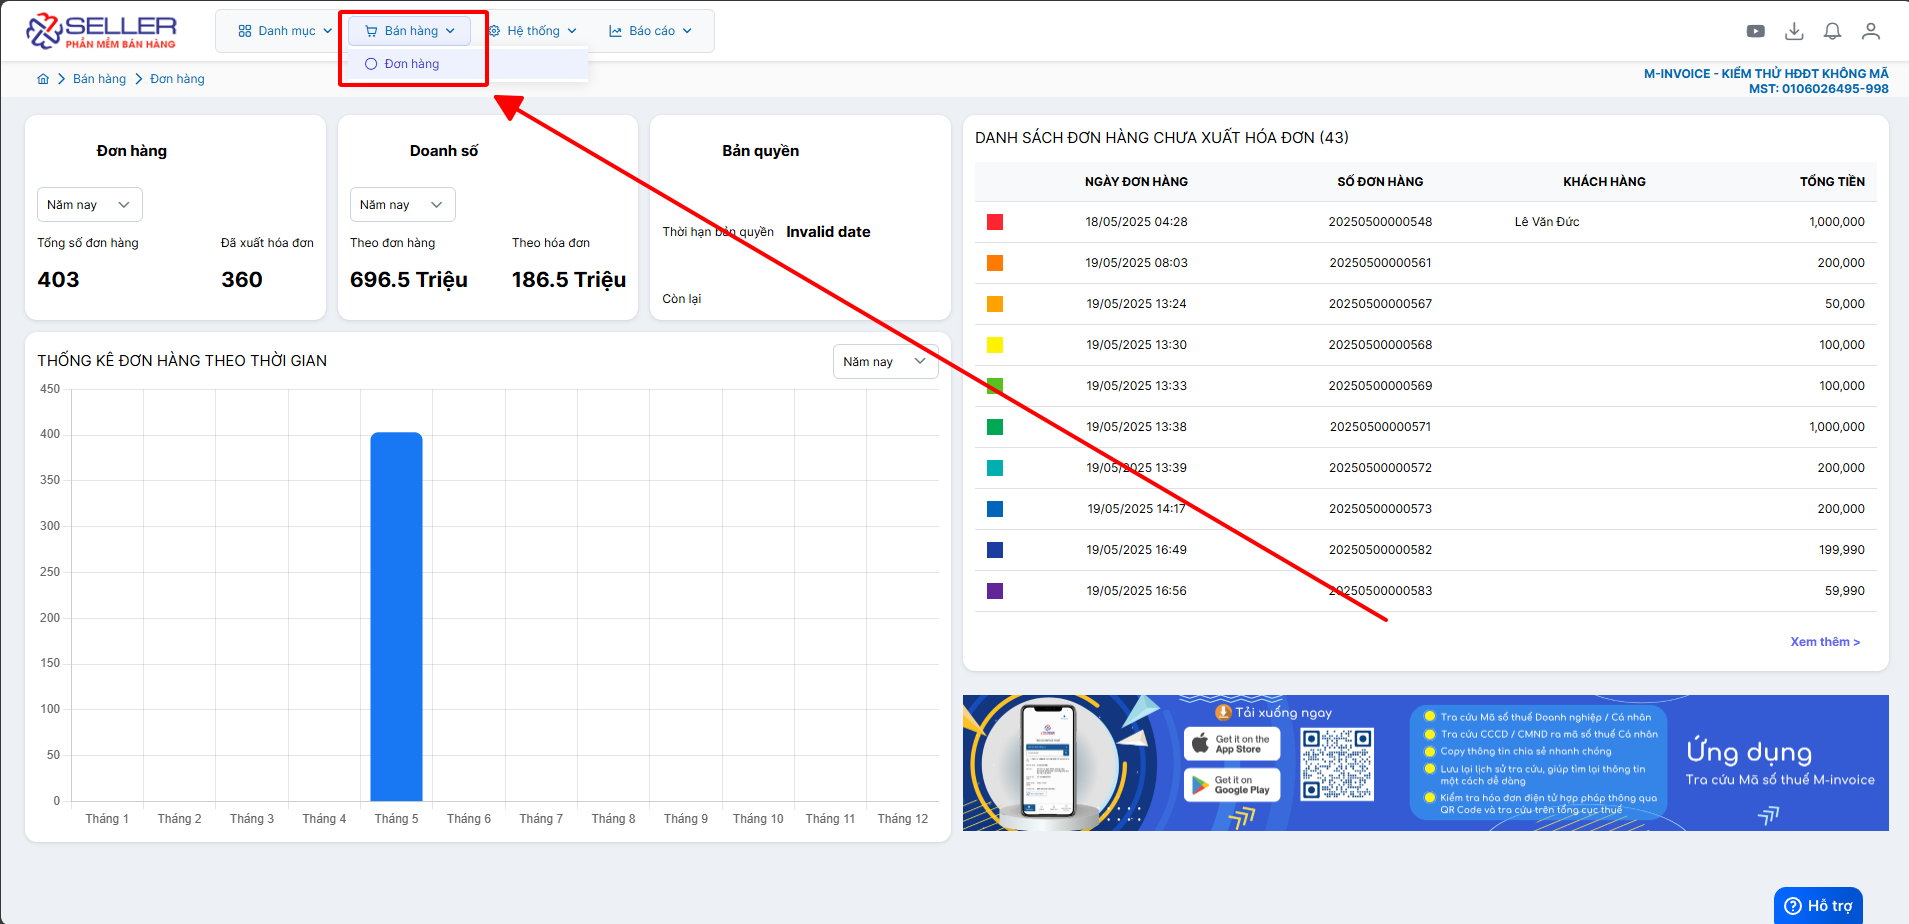 SELLER
PHẦN MỀM BÁN HÀNG
Danh mục
Bán hàng
Hệ thống
Báo cáo
Đơn hàng
Bán hàng
Đơn hàng
M-INVOICE - KIỂM THỬ HĐĐT KHÔNG MÃ
MST: 0106026495-998
Đơn hàng
Năm nay
Tổng số đơn hàng
Đã xuất hóa đơn
403
360
Doanh số
Năm nay
Theo đơn hàng
Theo hóa đơn
696.5 Triệu
186.5 Triệu
Bản quyền
Thời hạn bản quyền Invalid date
Còn lại
THỐNG KÊ ĐƠN HÀNG THEO THỜI GIAN
Năm nay
450
400
350
300
250
200
150
100
50
0
Tháng 1 Tháng 2 Tháng 3 Tháng 4 Tháng 5 Tháng 6 Tháng 7 Tháng 8 Tháng 9 Tháng 10 Tháng 11 Tháng 12
DANH SÁCH ĐƠN HÀNG CHƯA XUẤT HÓA ĐƠN (43)
NGÀY ĐƠN HÀNG SỐ ĐƠN HÀNG KHÁCH HÀNG TỔNG TIỀN
18/05/2025 04:28 20250500000548 Lê Văn Đức 1,000,000
19/05/2025 08:03 20250500000561 200,000
19/05/2025 13:24 20250500000567 50,000
19/05/2025 13:30 20250500000568 100,000
19/05/2025 13:33 20250500000569 100,000
19/05/2025 13:38 20250500000571 1,000,000
19/05/2025 13:39 20250500000572 200,000
19/05/2025 14:17 20250500000573 200,000
19/05/2025 16:49 20250500000582 199,990
19/05/2025 16:56 20250500000583 59,990
Xem thêm >
Tải xuống ngay
Get it on the
App Store
Get it on
Google Play
Tra cứu Mã số thuế Doanh nghiệp / Cá nhân
Tra cứu CCCD / CMND ra mã số thuế Cá nhân
Copy thông tin chia sẻ nhanh chóng
Lưu lại lịch sử tra cứu, giúp tìm lại thông tin
một cách dễ dàng
Kiểm tra hóa đơn điện tử hợp pháp thông qua
QR Code và tra cứu trên tổng cục thuế
Ứng dụng
Tra cứu Mã số thuế M-invoice
Hỗ trợ